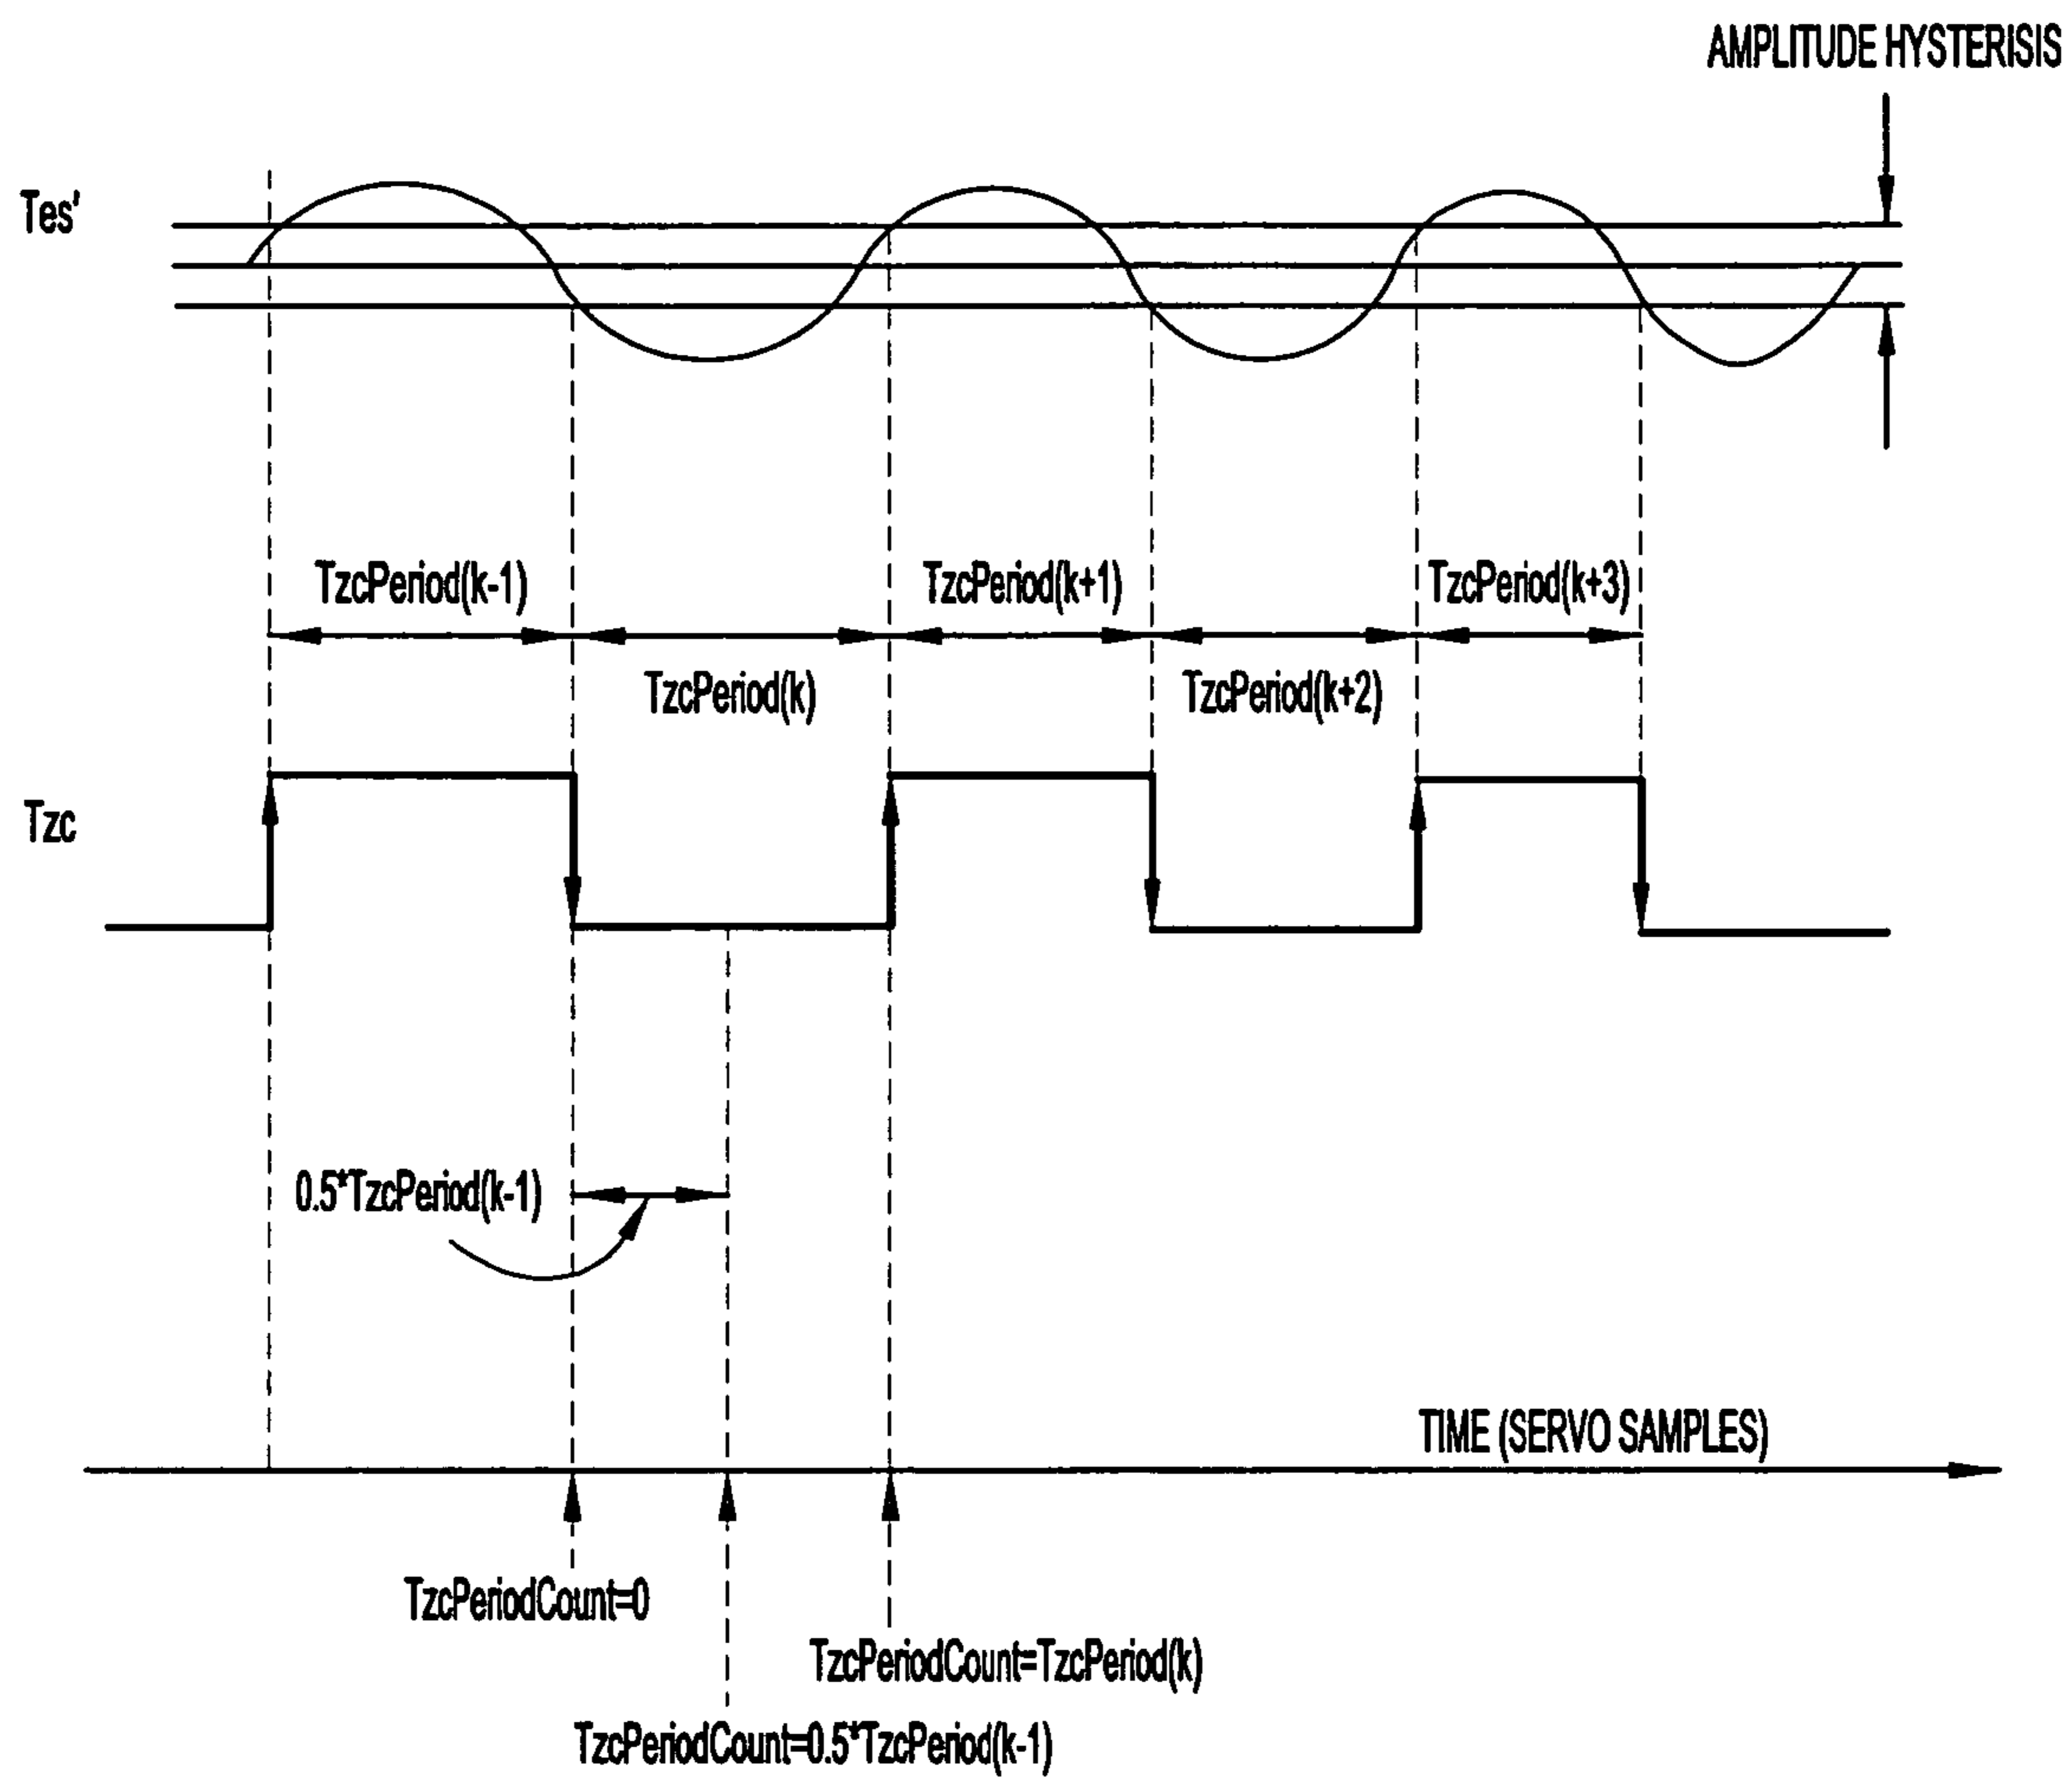 AMPLITUDE HYSTERISIS
Tes'
TzcPeriod(k-1)
TzcPeriod(k+1)
TzcPeriod(k+3)
TzcPeriod(k)
TzcPeriod(k+2)
Tzc
0.5*TzcPeriod(k-1)
TIME (SERVO SAMPLES)
TzcPeriodCount=0
TzcPeriodCount=TzcPeriod(k)
TzcPeriodCount=0.5*TzcPeriod(k-1)